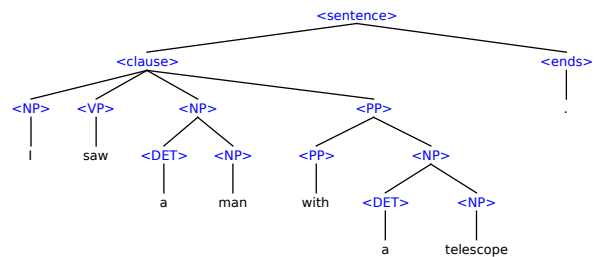 <sentence>
<clause> <ends>
<NP> <VP> <NP> <PP> .
I saw <DET> <NP> <PP> <NP>
a man with <DET> <NP>
a telescope